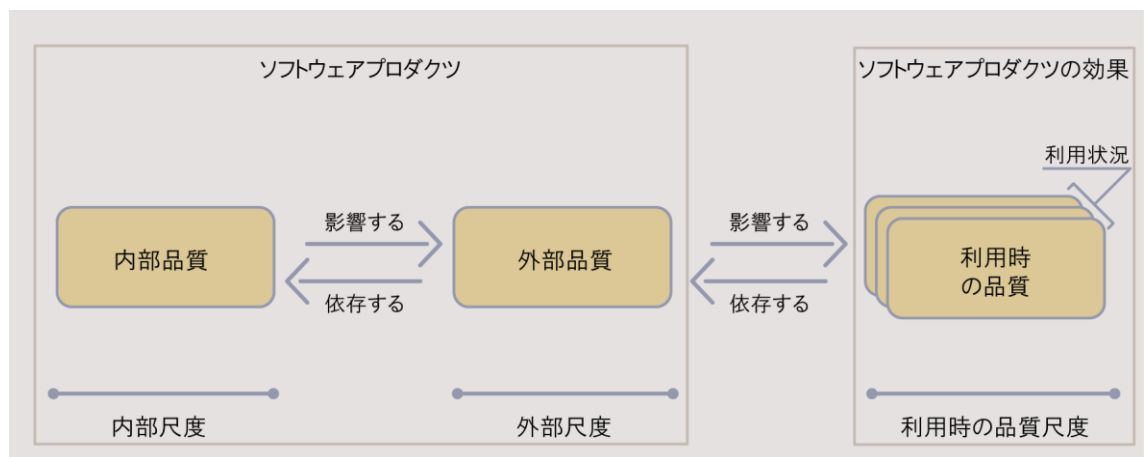 ソフトウェアプロダクツ
ソフトウェアプロダクツの効果
利用状況
影響する
影響する
内部品質
外部品質
利用時
の品質
依存する
依存する
内部尺度
外部尺度
利用時の品質尺度